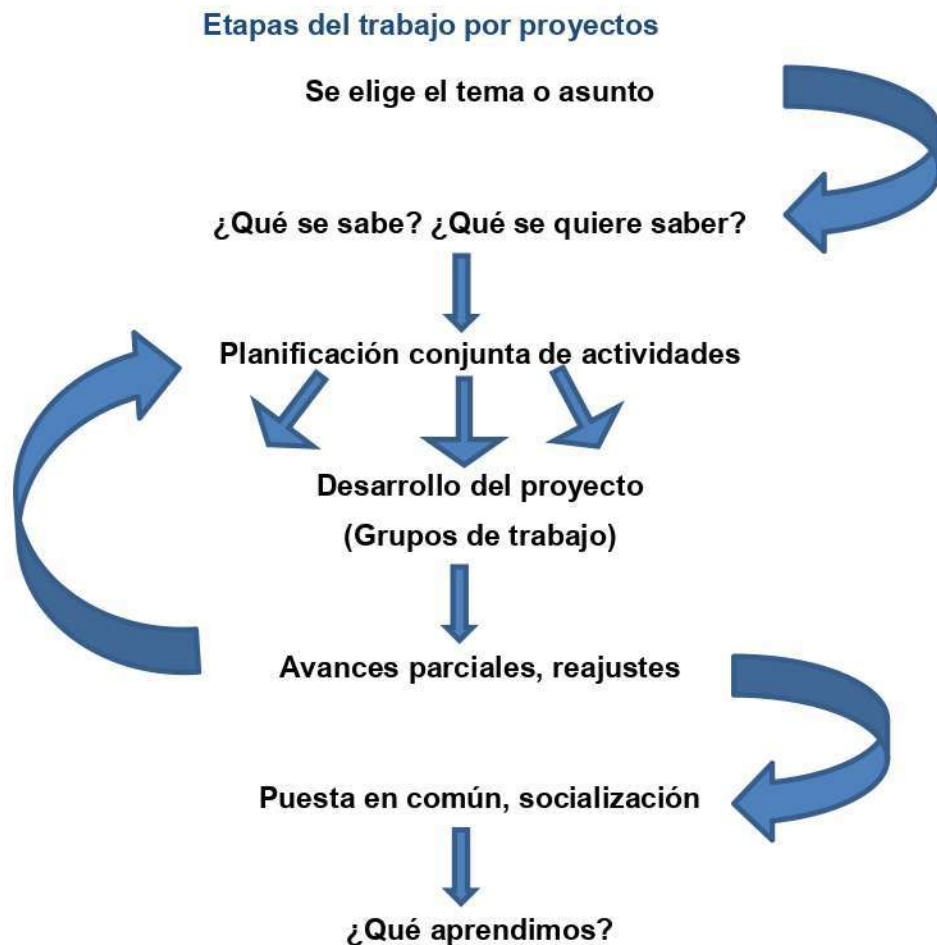 Etapas del trabajo por proyectos
Se elige el tema o asunto
¿Qué se sabe? ¿Qué se quiere saber?
Planificación conjunta de actividades
Desarrollo del proyecto
(Grupos de trabajo)
Avances parciales, reajustes
Puesta en común, socialización
¿Qué aprendimos?